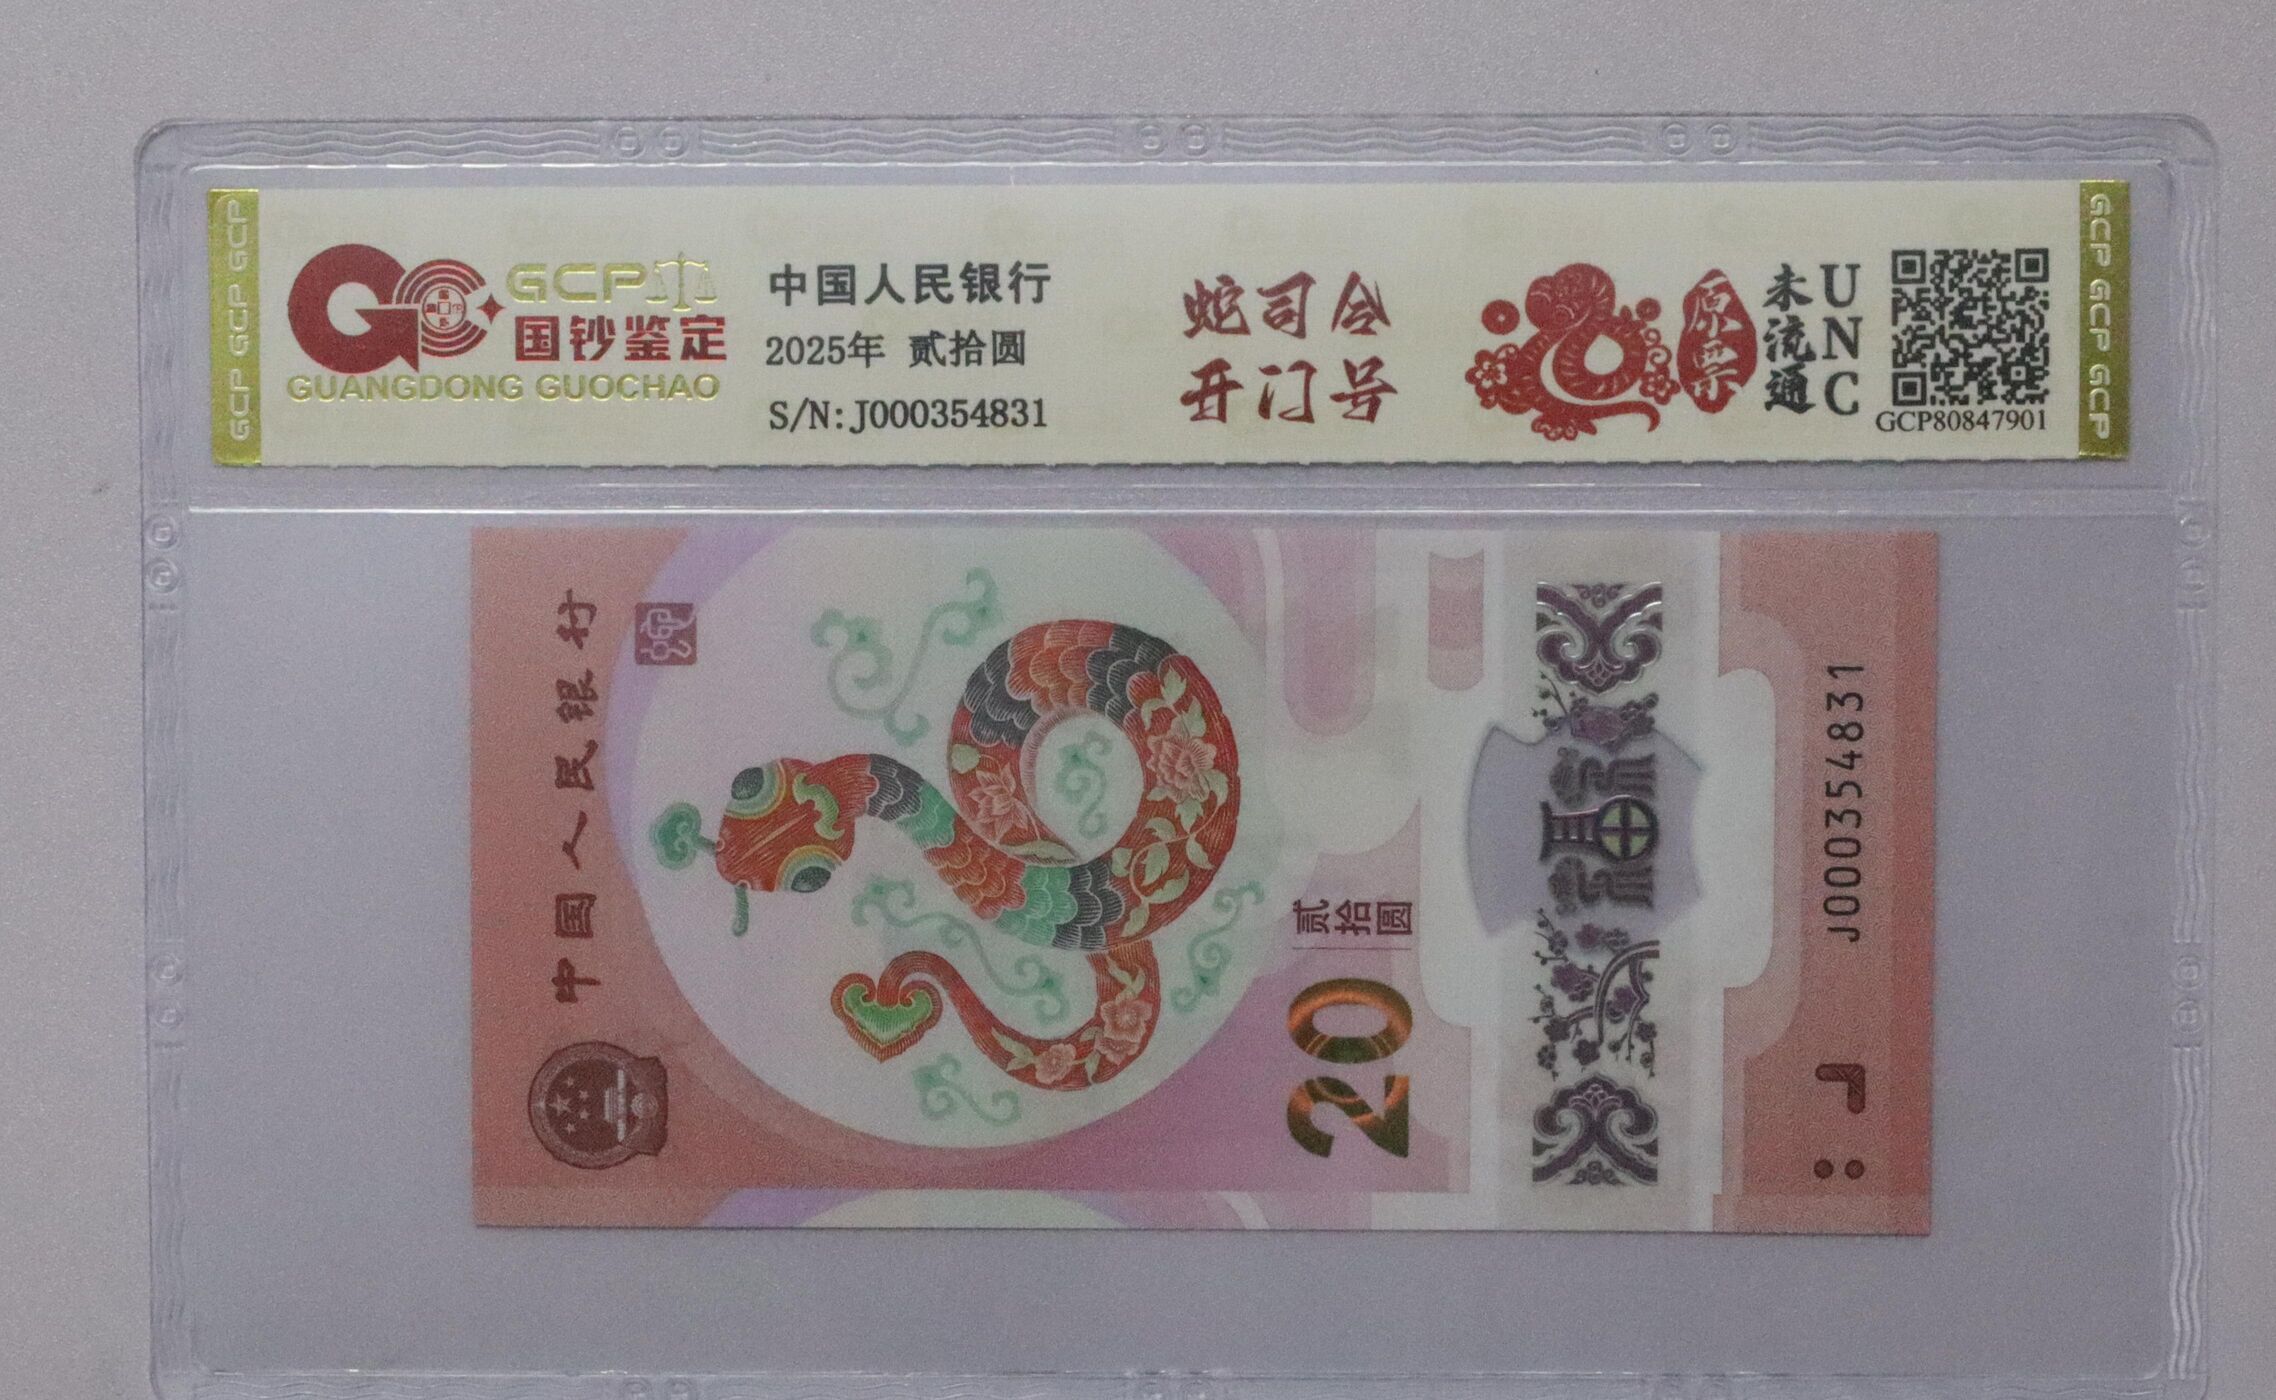 GCP GCP GCP
GCP
国钞鉴定
GUANGDONG GUOCHAO
中国人民银行
2025年 贰拾圆
S/N:J000354831
蛇司令
开门号
原票
未流通
UNC
GCP80847901
GCP GCP GCP GCP
中国人民银行
贰拾圆
20
福
J000354831